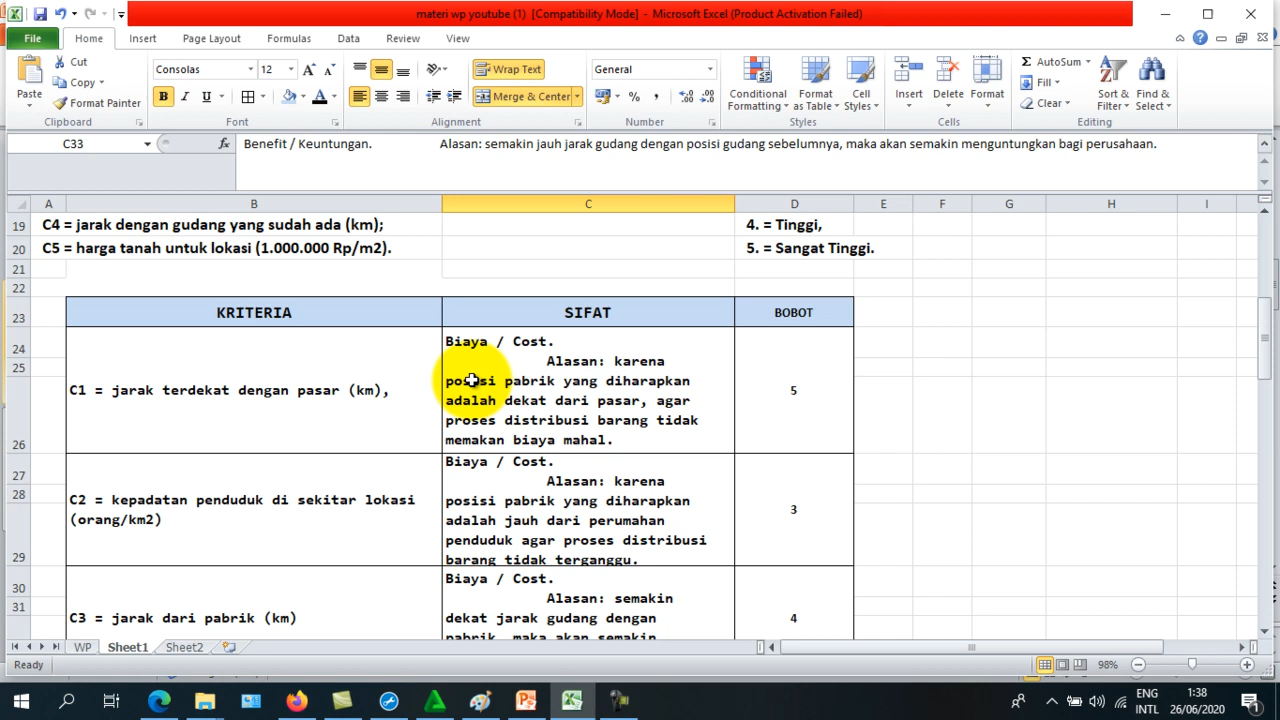 materi wp youtube (1)  [Compatibility Mode]  -  Microsoft Excel (Product Activation Failed)
File Home Insert Page Layout Formulas Data Review View
Paste
Cut
Copy
Format Painter
Clipboard
Consolas 12
B I U A
Font
Wrap Text
Merge & Center
Alignment
General
% ,
Number
Conditional Formatting
Format as Table
Cell Styles
Styles
Insert Delete Format
Cells
AutoSum
Fill
Clear
Sort & Filter
Find & Select
Editing
C33 fx Benefit / Keuntungan. Alasan: semakin jauh jarak gudang dengan posisi gudang sebelumnya, maka akan semakin menguntungkan bagi perusahaan.
A B C D E F G H I
19 C4 = jarak dengan gudang yang sudah ada (km); 4. = Tinggi,
20 C5 = harga tanah untuk lokasi (1.000.000 Rp/m2). 5. = Sangat Tinggi.
21
22
23 KRITERIA SIFAT BOBOT
24
25
26
C1 = jarak terdekat dengan pasar (km),
Biaya / Cost.
Alasan: karena
posisi pabrik yang diharapkan
adalah dekat dari pasar, agar
proses distribusi barang tidak
memakan biaya mahal.
5
27
28
29
C2 = kepadatan penduduk di sekitar lokasi
(orang/km2)
Biaya / Cost.
Alasan: karena
posisi pabrik yang diharapkan
adalah jauh dari perumahan
penduduk agar proses distribusi
barang tidak terganggu.
3
30
31
C3 = jarak dari pabrik (km)
Biaya / Cost.
Alasan: semakin
dekat jarak gudang dengan
pabrik, maka akan semakin
4
WP Sheet1 Sheet2
Ready 98%
ENG
INTL
1:38
26/06/2020
1